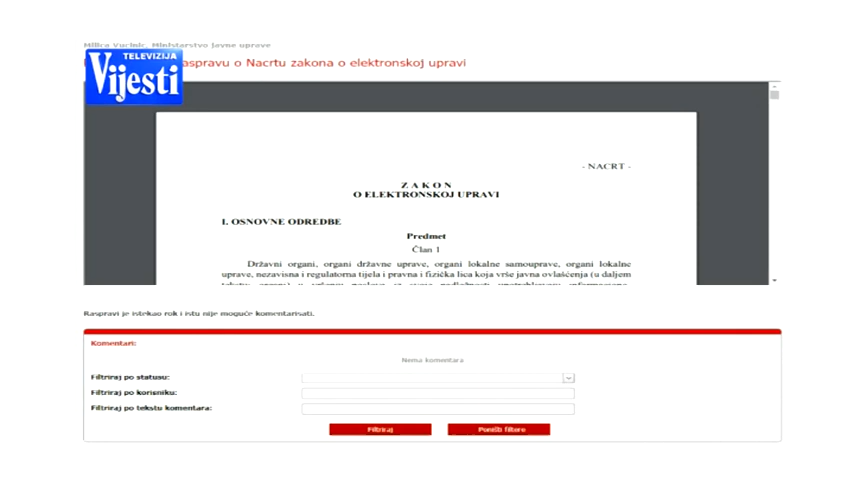 Milica Vucinic, Ministarstvo javne uprave
TELEVIZIJA
Vijesti
aspravu o Nacrtu zakona o elektronskoj upravi
- NACRT -
Z A K O N
O ELEKTRONSKOJ UPRAVI
I. OSNOVNE ODREDBE
Predmet
Član 1
Državni organi, organi državne uprave, organi lokalne samouprave, organi lokalne
uprave, nezavisna i regulatorna tijela i pravna i fizička lica koja vrše javna ovlašćenja (u daljem
Raspravi je istekao rok i istu nije moguće komentarisati.
Komentari:
Nema komentara
Filtriraj po statusu:
Filtriraj po korisniku:
Filtriraj po tekstu komentara:
Filtriraj
Poništi filtere